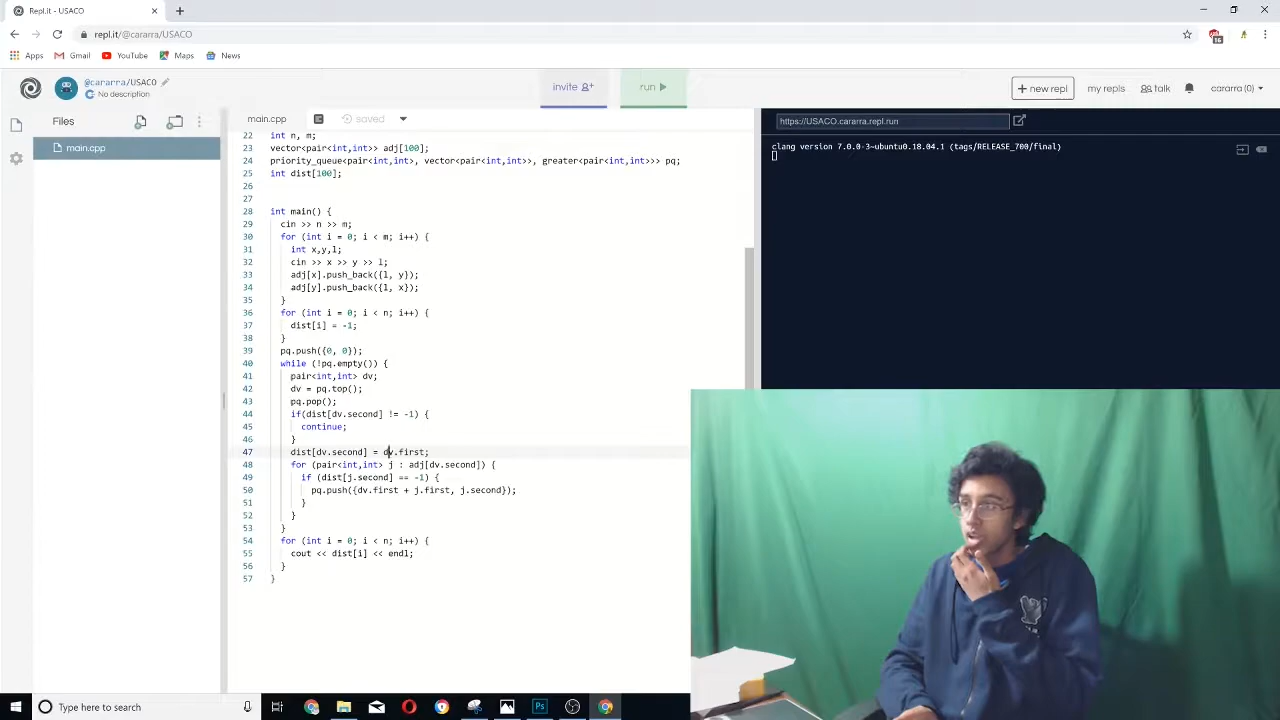 Repl.it - USACO
repl.it/@cararra/USACO
16
Apps Gmail YouTube Maps News
@cararra/USACO
No description
invite
run
+ new repl
my repls
talk
cararra (0)
Files
main.cpp
main.cpp
saved
https://USACO.cararra.repl.run
clang version 7.0.0-3~ubuntu0.18.04.1 (tags/RELEASE_700/final)
22 int n, m;
23 vector<pair<int,int>> adj[100];
24 priority_queue<pair<int,int>, vector<pair<int,int>>, greater<pair<int,int>>> pq;
25 int dist[100];
26
27
28 int main() {
29 cin >> n >> m;
30 for (int i = 0; i < m; i++) {
31 int x,y,l;
32 cin >> x >> y >> l;
33 adj[x].push_back({l, y});
34 adj[y].push_back({l, x});
35 }
36 for (int i = 0; i < n; i++) {
37 dist[i] = -1;
38 }
39 pq.push({0, 0});
40 while (!pq.empty()) {
41 pair<int,int> dv;
42 dv = pq.top();
43 pq.pop();
44 if(dist[dv.second] != -1) {
45 continue;
46 }
47 dist[dv.second] = dv.first;
48 for (pair<int,int> j : adj[dv.second]) {
49 if (dist[j.second] == -1) {
50 pq.push({dv.first + j.first, j.second});
51 }
52 }
53 }
54 for (int i = 0; i < n; i++) {
55 cout << dist[i] << endl;
56 }
57 }
Type here to search